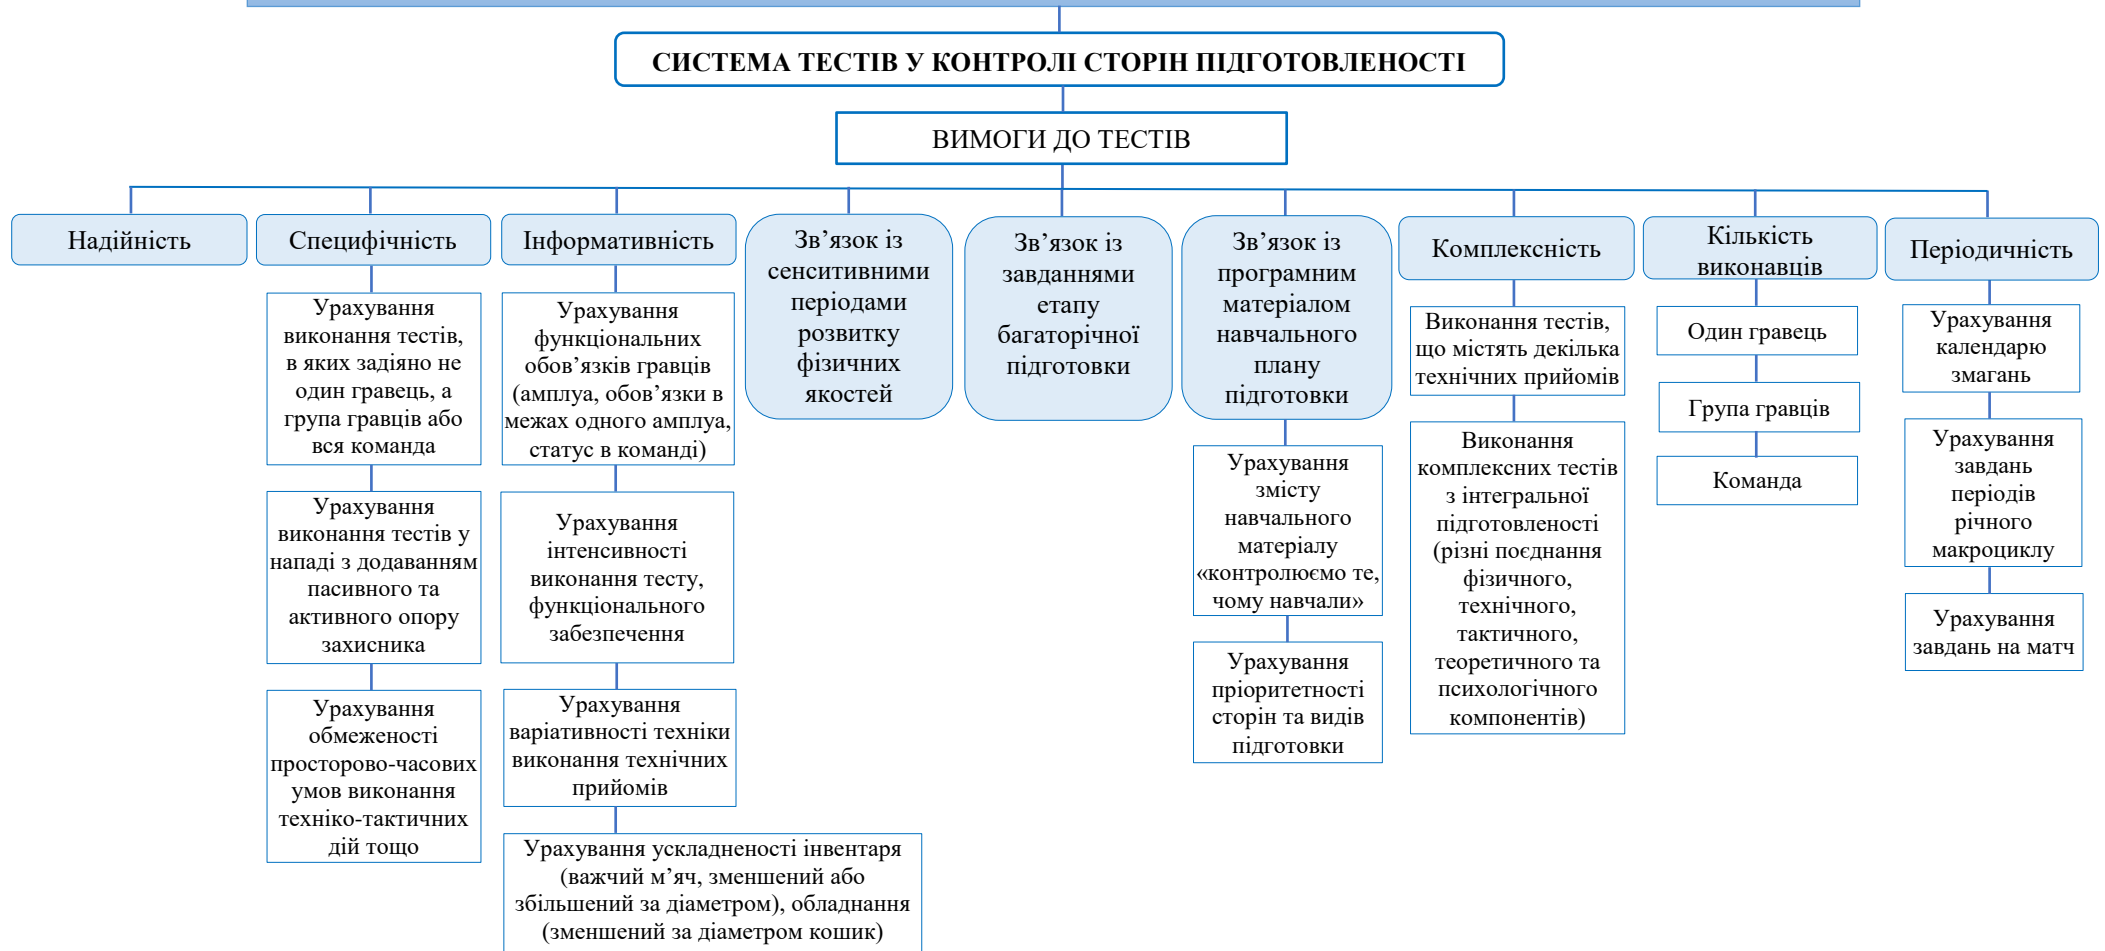 СИСТЕМА ТЕСТІВ У КОНТРОЛІ СТОРІН ПІДГОТОВЛЕНОСТІ
ВИМОГИ ДО ТЕСТІВ
Надійність
Специфічність
Урахування
виконання тестів,
в яких задіяно не
один гравець, а
група гравців або
вся команда
Урахування
виконання тестів у
нападі з додаванням
пасивного та
активного опору
захисника
Урахування
обмеженості
просторово-часових
умов виконання
техніко-тактичних
дій тощо
Інформативність
Урахування
функціональних
обов’язків гравців
(амплуа, обов’язки в
межах одного амплуа,
статус в команді)
Урахування
інтенсивності
виконання тесту,
функціонального
забезпечення
Урахування
варіативності техніки
виконання технічних
прийомів
Урахування ускладненості інвентаря
(важчий м’яч, зменшений або
збільшений за діаметром), обладнання
(зменшений за діаметром кошик)
Зв’язок із
сенситивними
періодами
розвитку
фізичних
якостей
Зв’язок із
завданнями
етапу
багаторічної
підготовки
Зв’язок із
програмним
матеріалом
навчального
плану
підготовки
Урахування
змісту
навчального
матеріалу
«контролюємо те,
чому навчали»
Урахування
пріоритетності
сторін та видів
підготовки
Комплексність
Виконання тестів,
що містять декілька
технічних прийомів
Виконання
комплексних тестів
з інтегральної
підготовленості
(різні поєднання
фізичного,
технічного,
тактичного,
теоретичного та
психологічного
компонентів)
Кількість
виконавців
Один гравець
Група гравців
Команда
Періодичність
Урахування
календарю
змагань
Урахування
завдань
періодів
річного
макроциклу
Урахування
завдань на матч